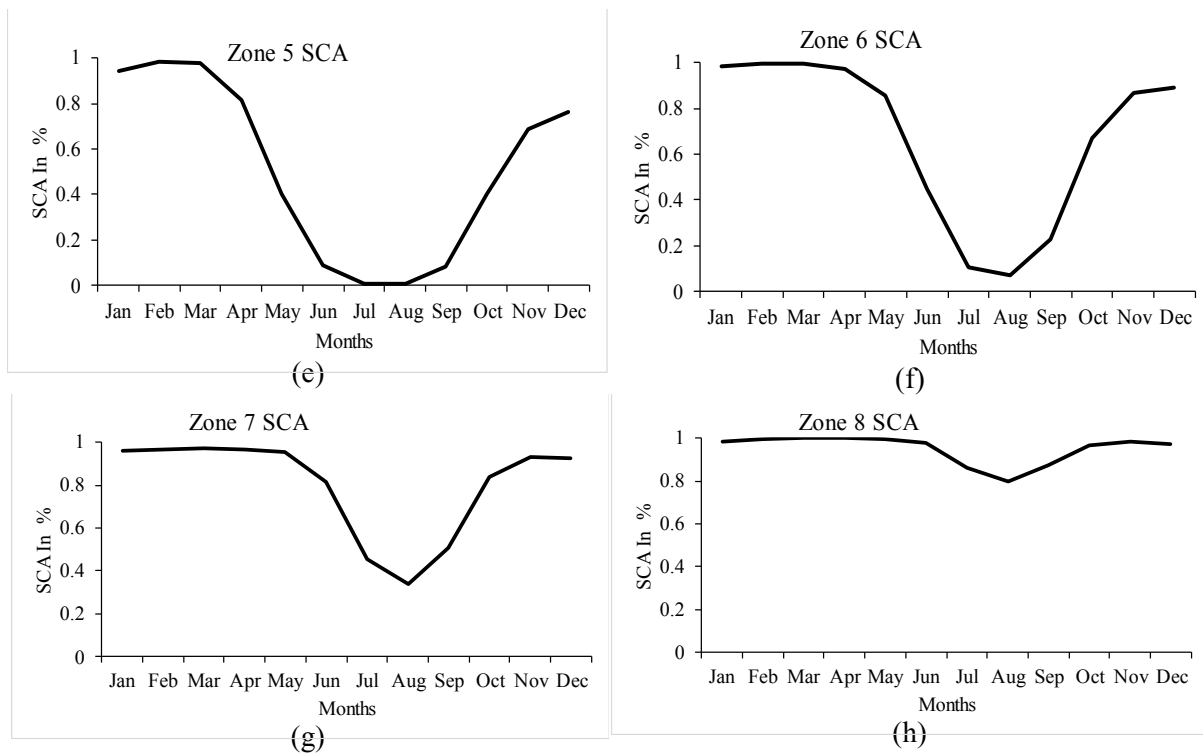 Zone 5 SCA
1
0.8
0.6
0.4
0.2
0
SCA In %
Jan Feb Mar Apr May Jun Jul Aug Sep Oct Nov Dec
Months
(e)
Zone 6 SCA
1
0.8
0.6
0.4
0.2
0
SCA In %
Jan Feb Mar Apr May Jun Jul Aug Sep Oct Nov Dec
Months
(f)
Zone 7 SCA
1
0.8
0.6
0.4
0.2
0
SCA In %
Jan Feb Mar Apr May Jun Jul Aug Sep Oct Nov Dec
Months
(g)
Zone 8 SCA
1
0.8
0.6
0.4
0.2
0
SCA In %
Jan Feb Mar Apr May Jun Jul Aug Sep Oct Nov Dec
Months
(h)